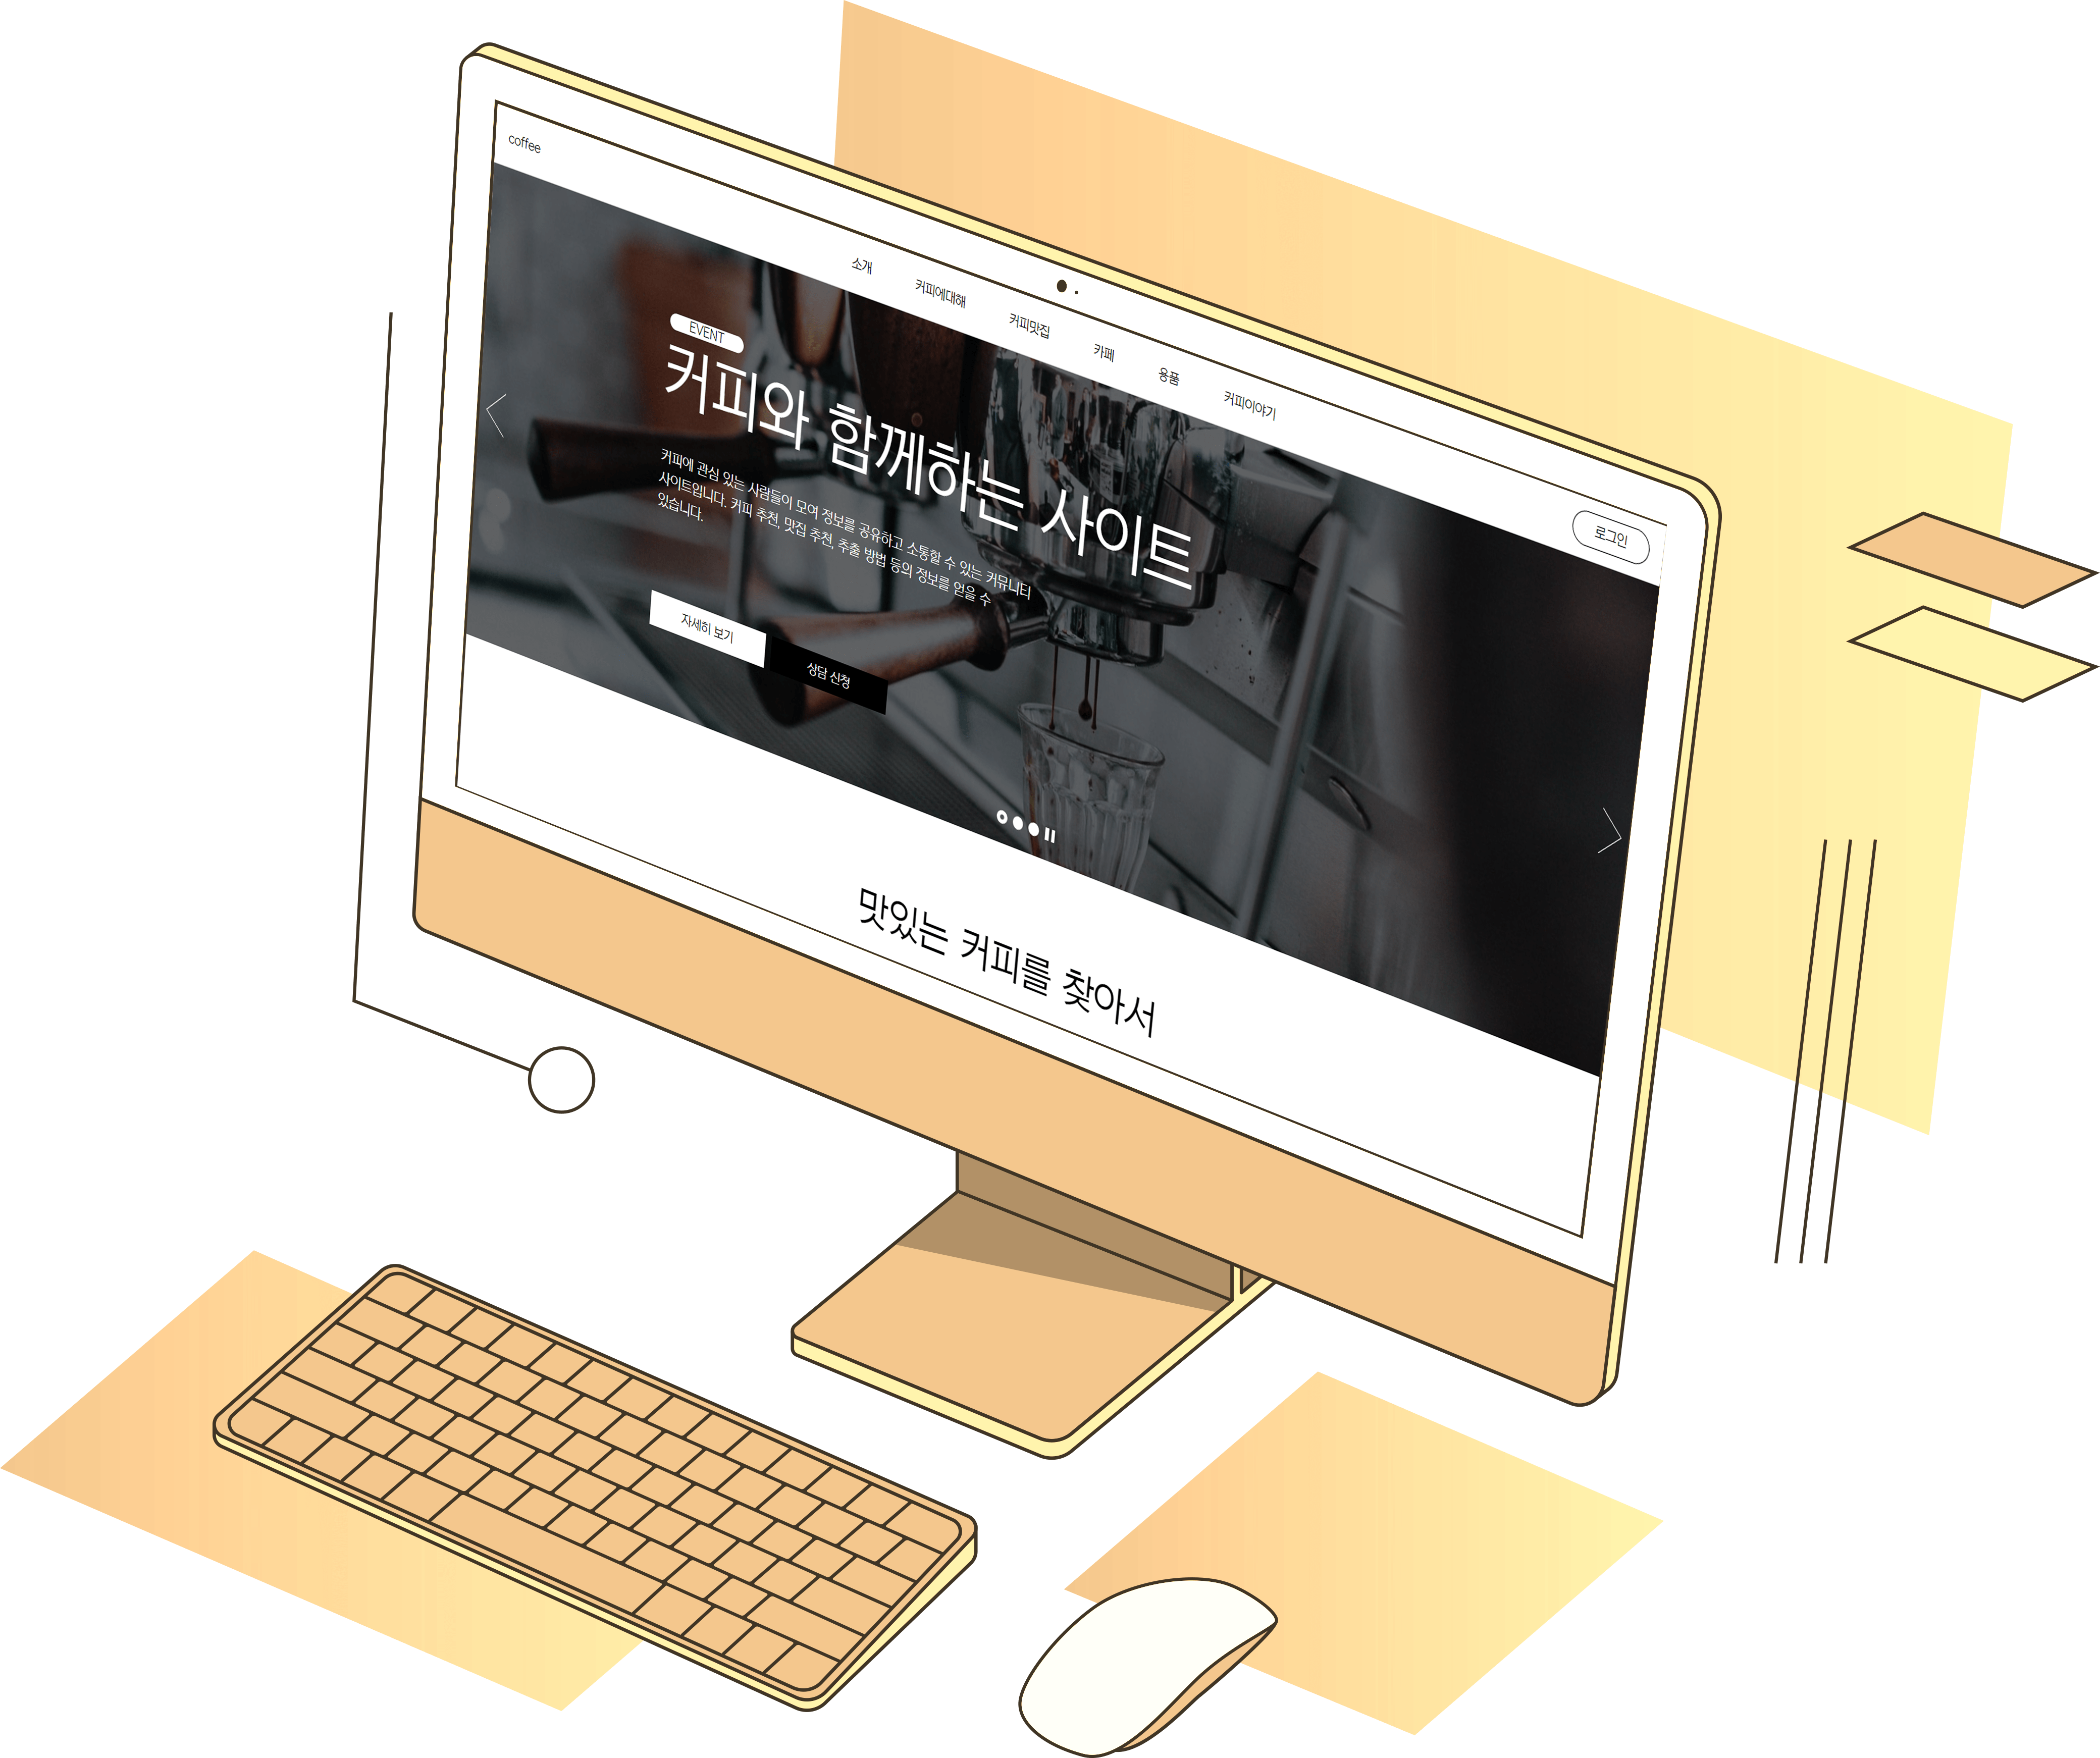 coffee
소개
커피에대해
커피맛집
카페
용품
커피이야기
로그인
EVENT
커피와 함께하는 사이트
커피에 관심 있는 사람들이 모여 정보를 공유하고 소통할 수 있는 커뮤니티
사이트입니다. 커피 추천, 맛집 추천, 추출 방법 등의 정보를 얻을 수
있습니다.
자세히 보기
상담 신청
맛있는 커피를 찾아서